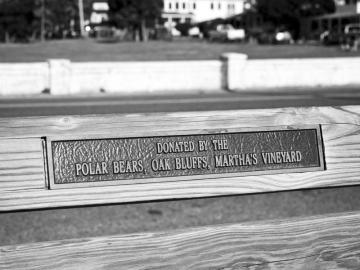 DONATED BY THE
POLAR BEARS, OAK BLUFFS, MARTHA'S VINEYARD